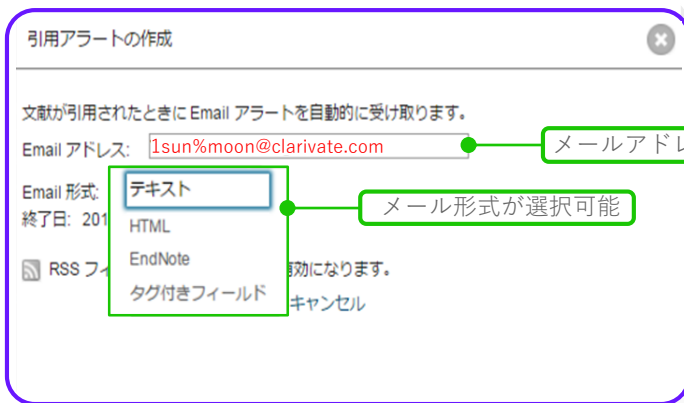 引用アラートの作成
文献が引用されたときに Email アラートを自動的に受け取ります。
Email アドレス: 1sun%moon@clarivate.com
メールアドレ
Email 形式: テキスト
メール形式が選択可能
終了日: 201
HTML
EndNote
RSS フィ
有効になります。
タグ付きフィールド
キャンセル